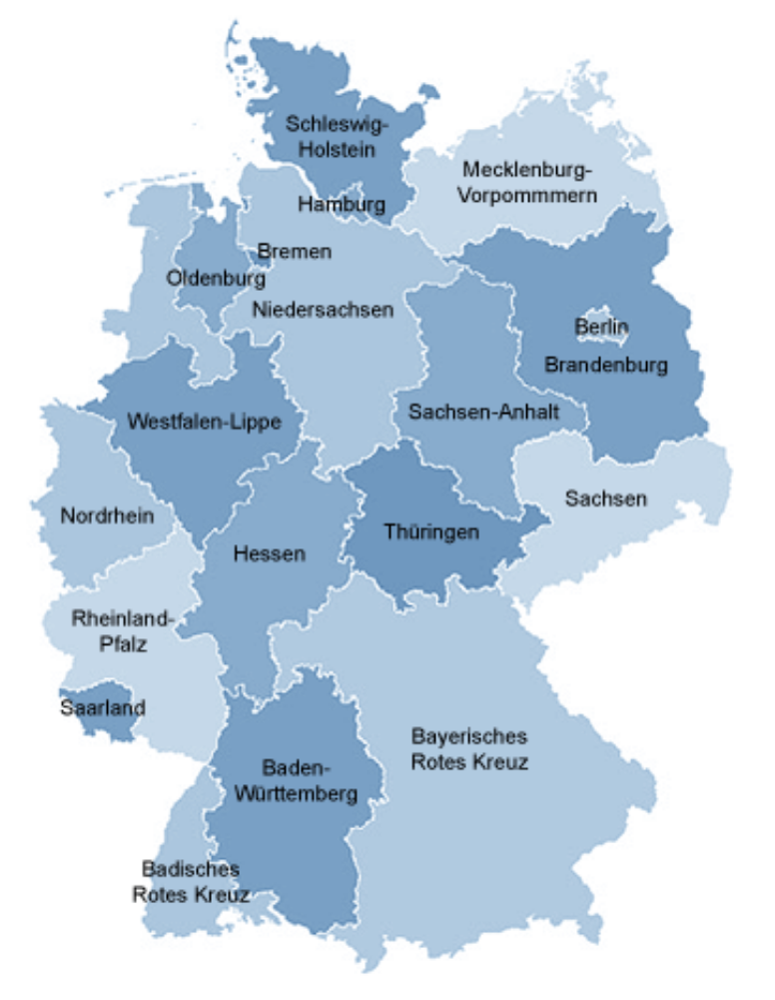 Schleswig-
Holstein
Mecklenburg-
Vorpommmern
Hamburg
Bremen
Oldenburg
Niedersachsen
Berlin
Brandenburg
Westfalen-Lippe
Sachsen-Anhalt
Sachsen
Nordrhein
Thüringen
Hessen
Rheinland-
Pfalz
Saarland
Bayerisches
Rotes Kreuz
Baden-
Württemberg
Badisches
Rotes Kreuz